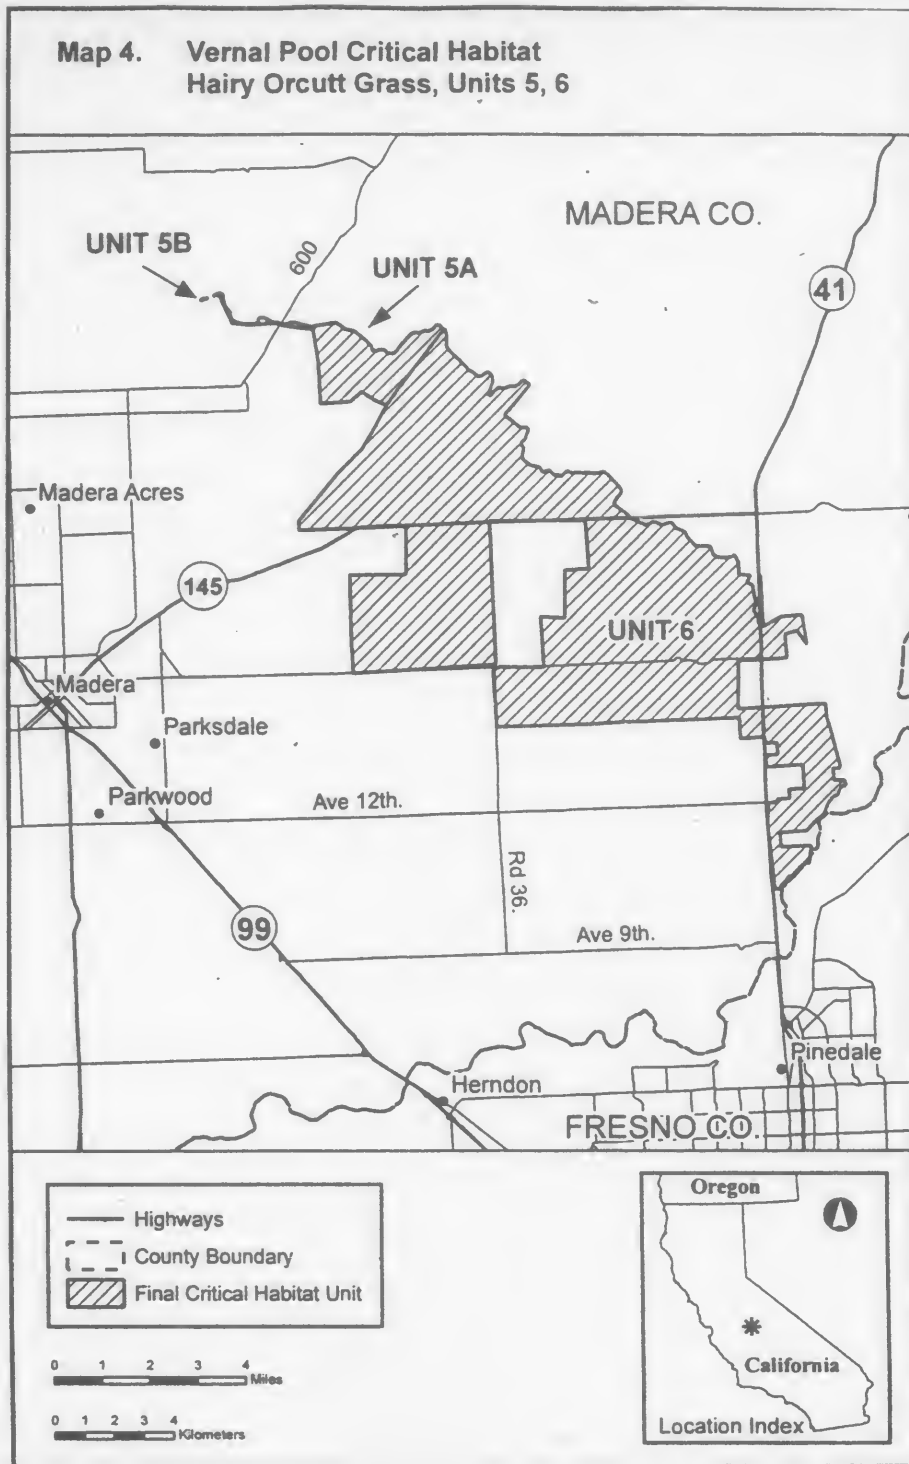 Map 4. Vernal Pool Critical Habitat
Hairy Orcutt Grass, Units 5, 6
MADERA CO.
UNIT 5B
600
UNIT 5A
41
Madera Acres
145
UNIT 6
Madera
Parksdale
Parkwood
Ave 12th.
Rd 36.
99
Ave 9th.
Pinedale
Herndon
FRESNO CO.
Highways
County Boundary
Final Critical Habitat Unit
0 1 2 3 4
Miles
0 1 2 3 4
Kilometers
Oregon
California
Location Index